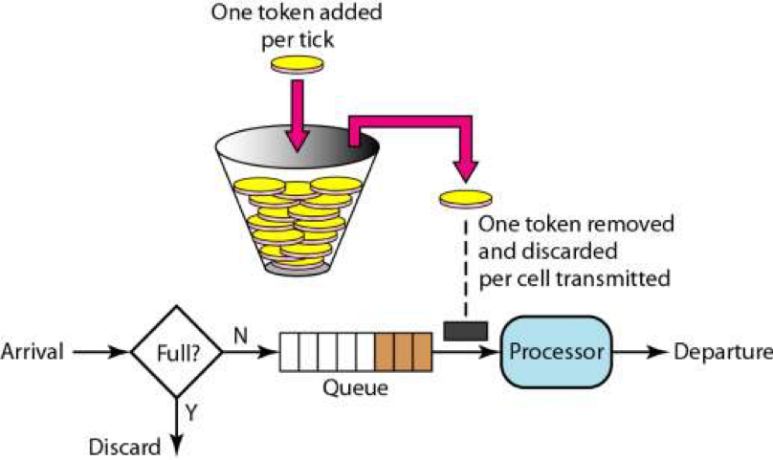 One token added
per tick
One token removed
and discarded
per cell transmitted
Arrival
Full?
N
Queue
Processor
Departure
Y
Discard